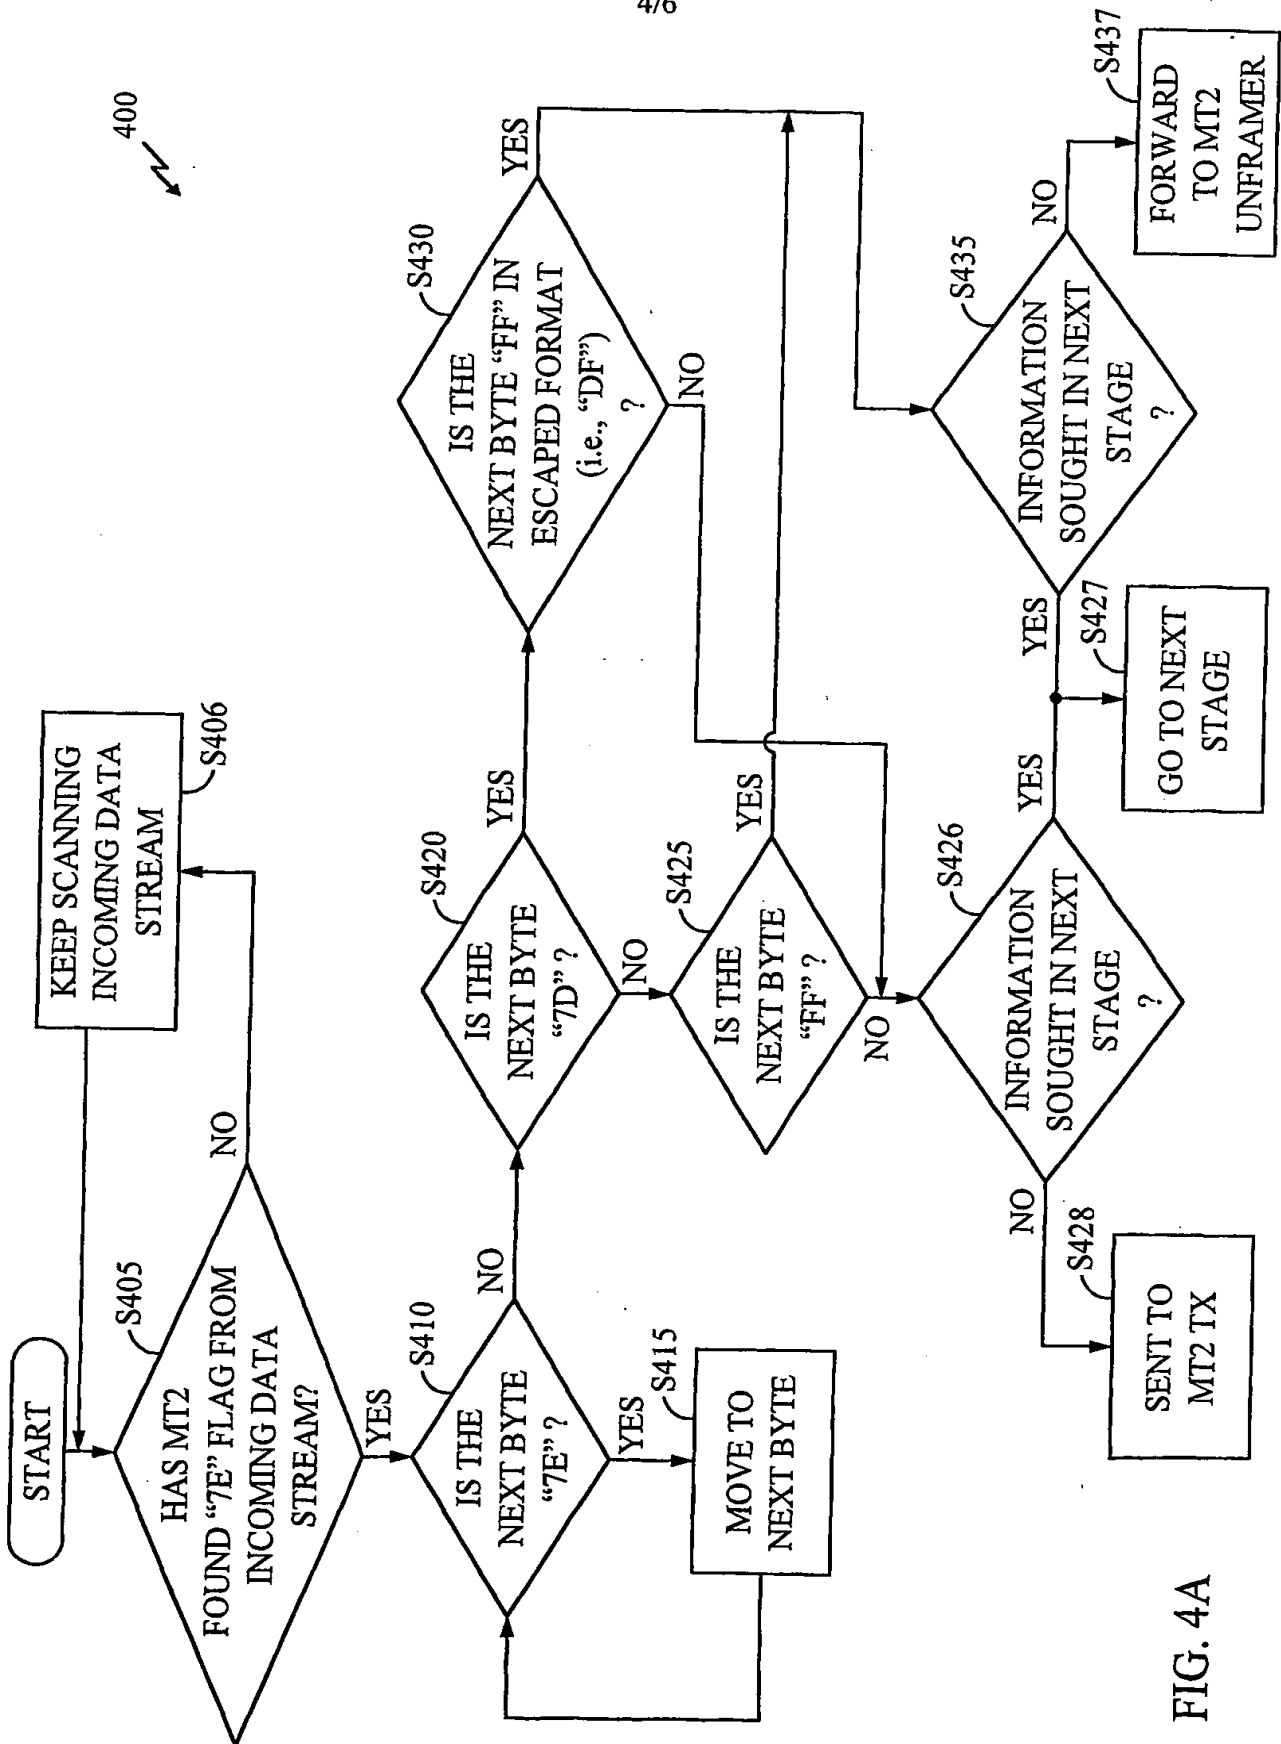 4/6
400
START
HAS MT2
FOUND “7E” FLAG FROM
INCOMING DATA
STREAM?
S405
NO
YES
KEEP SCANNING
INCOMING DATA
STREAM
S406
IS THE
NEXT BYTE
“7E” ?
S410
NO
YES
MOVE TO
NEXT BYTE
S415
IS THE
NEXT BYTE
“7D” ?
S420
YES
NO
IS THE
NEXT BYTE “FF” IN
ESCAPED FORMAT
(i.e., “DF”)
?
S430
YES
NO
IS THE
NEXT BYTE
“FF” ?
S425
YES
NO
INFORMATION
SOUGHT IN NEXT
STAGE
?
S426
NO
YES
SENT TO
MT2 TX
S428
GO TO NEXT
STAGE
S427
INFORMATION
SOUGHT IN NEXT
STAGE
?
S435
YES
NO
FORWARD
TO MT2
UNFRAMER
S437
FIG. 4A